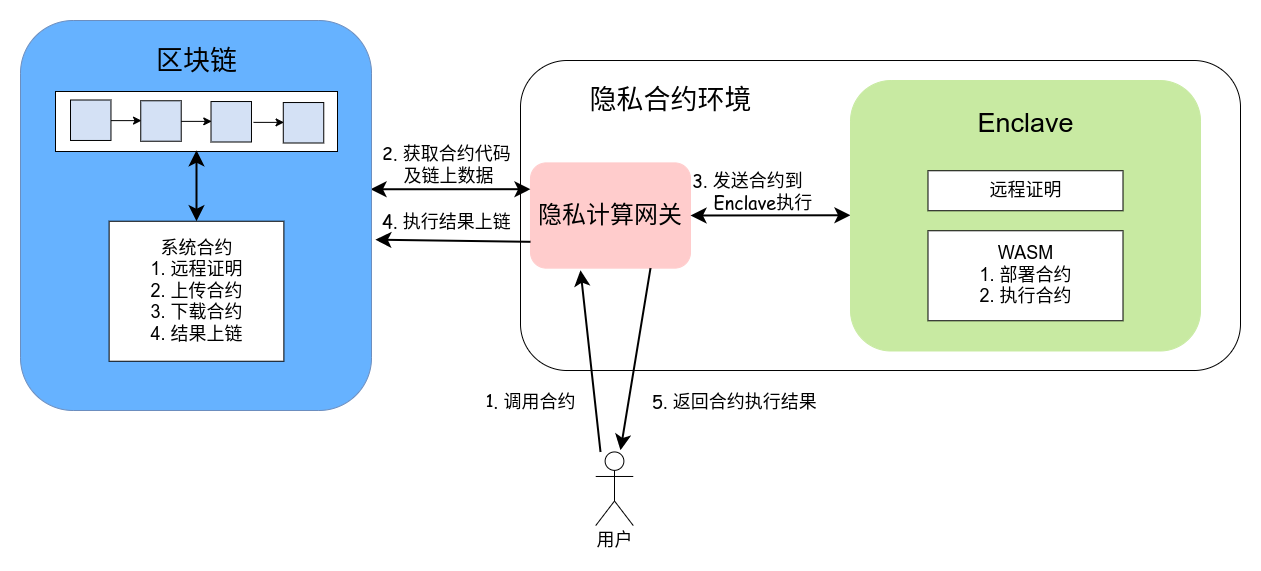 区块链
系统合约
1. 远程证明
2. 上传合约
3. 下载合约
4. 结果上链
2. 获取合约代码
及链上数据
4. 执行结果上链
隐私合约环境
隐私计算网关
3. 发送合约到
Enclave执行
Enclave
远程证明
WASM
1. 部署合约
2. 执行合约
1. 调用合约
5. 返回合约执行结果
用户